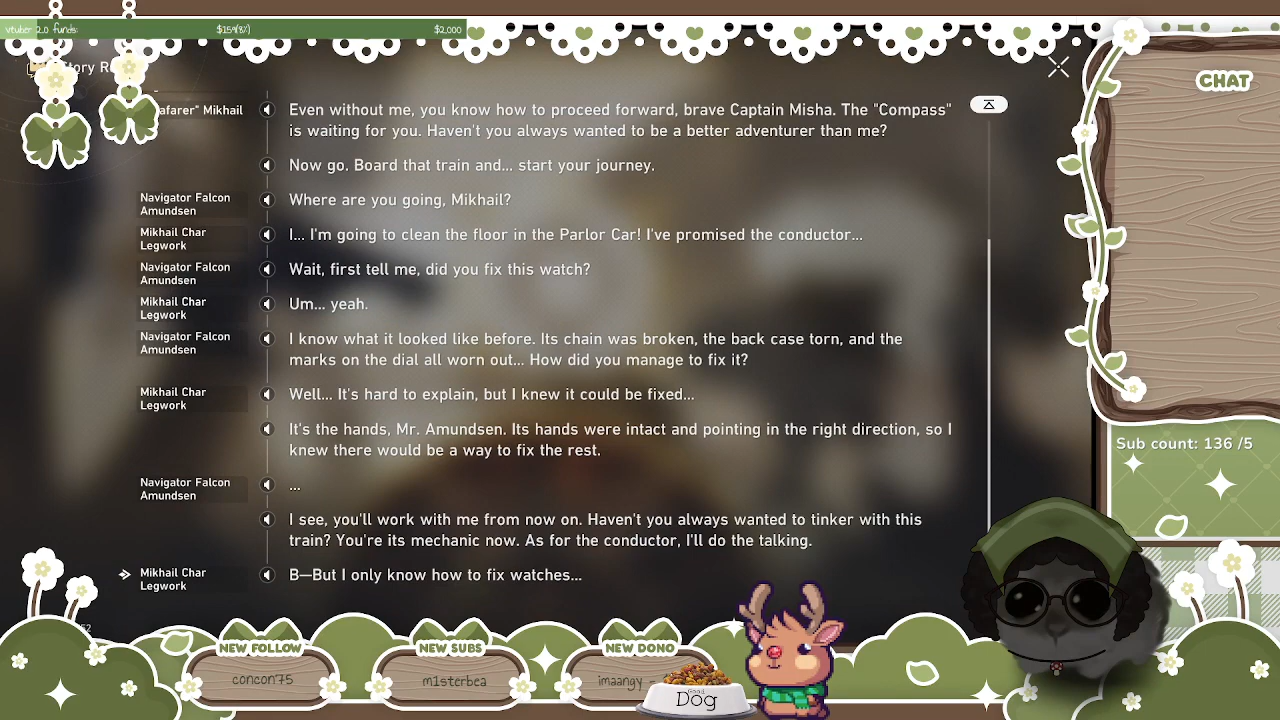 vtuber 2.0 funds:
$159(8%)
$2,000
CHAT
tory R
afarer" Mikhail
Even without me, you know how to proceed forward, brave Captain Misha. The "Compass"
is waiting for you. Haven't you always wanted to be a better adventurer than me?
Now go. Board that train and... start your journey.
Navigator Falcon
Amundsen
Where are you going, Mikhail?
Mikhail Char
Legwork
I... I'm going to clean the floor in the Parlor Car! I've promised the conductor...
Navigator Falcon
Amundsen
Wait, first tell me, did you fix this watch?
Mikhail Char
Legwork
Um... yeah.
Navigator Falcon
Amundsen
I know what it looked like before. Its chain was broken, the back case torn, and the
marks on the dial all worn out... How did you manage to fix it?
Mikhail Char
Legwork
Well... It's hard to explain, but I knew it could be fixed...
It's the hands, Mr. Amundsen. Its hands were intact and pointing in the right direction, so I
knew there would be a way to fix the rest.
Navigator Falcon
Amundsen
...
I see, you'll work with me from now on. Haven't you always wanted to tinker with this
train? You're its mechanic now. As for the conductor, I'll do the talking.
Mikhail Char
Legwork
B—But I only know how to fix watches...
Sub count: 136 /5
NEW FOLLOW
concon75
NEW SUBS
m1sterbea
NEW DONO
imaangy -
Good
Dog